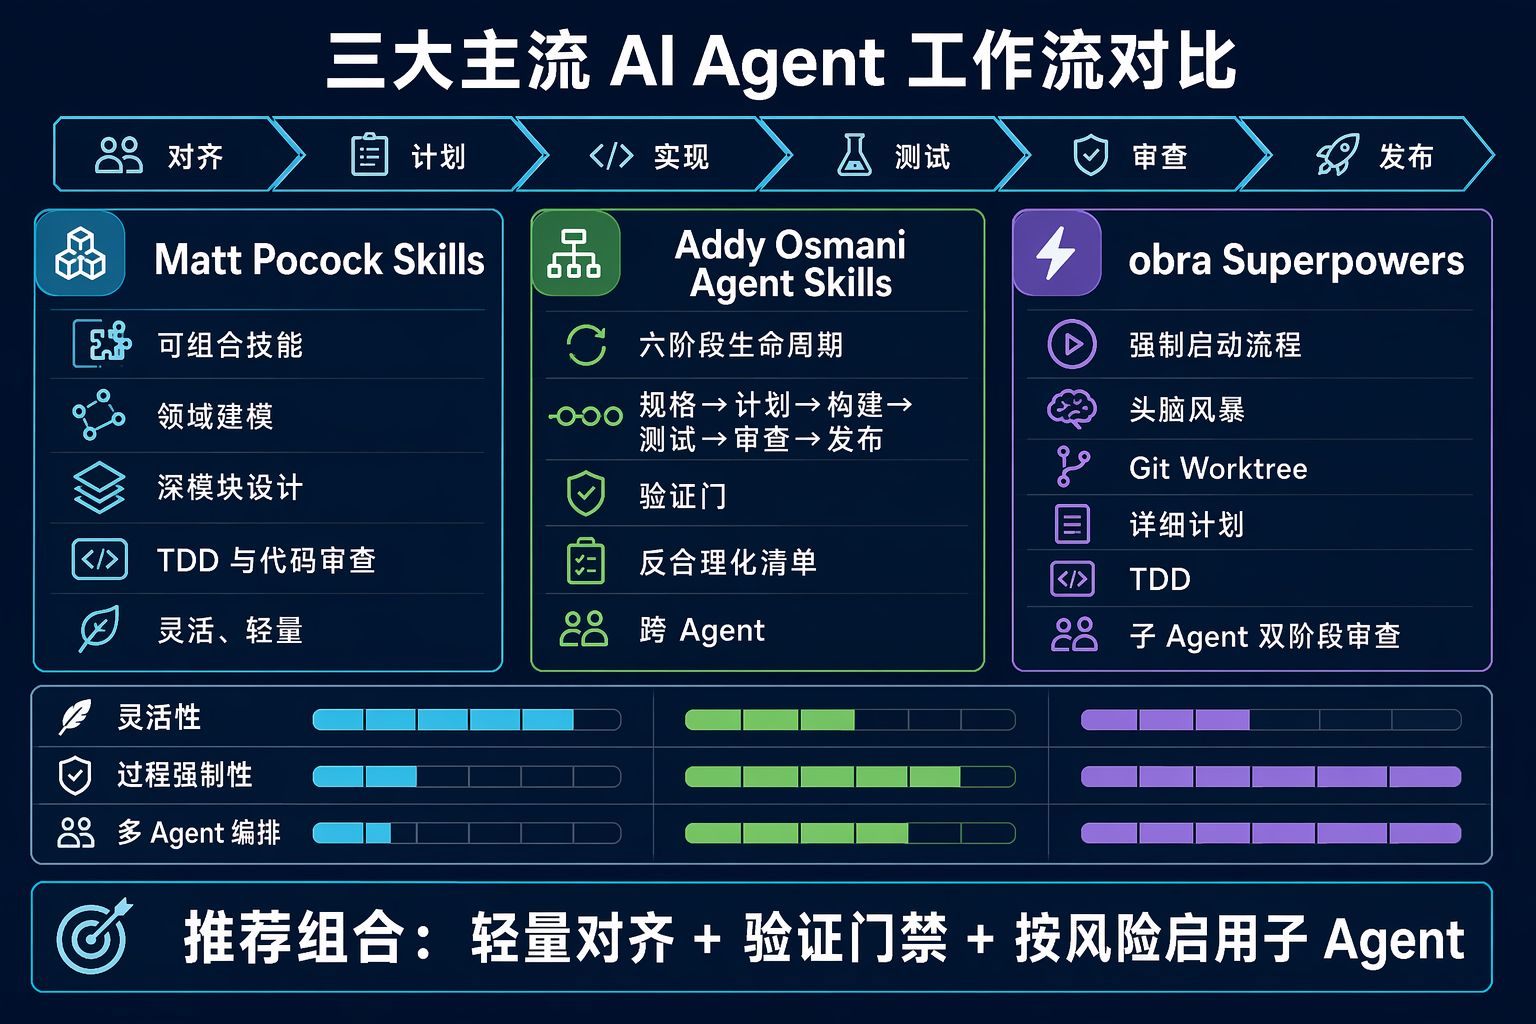 三大主流 AI Agent 工作流对比
对齐
计划
实现
测试
审查
发布
Matt Pocock Skills
可组合技能
领域建模
深模块设计
TDD 与代码审查
灵活、轻量
Addy Osmani
Agent Skills
六阶段生命周期
规格→计划→构建→
测试→审查→发布
验证门
反合理化清单
跨 Agent
obra Superpowers
强制启动流程
头脑风暴
Git Worktree
详细计划
TDD
子 Agent 双阶段审查
灵活性
过程强制性
多 Agent 编排
推荐组合：轻量对齐 + 验证门禁 + 按风险启用子 Agent